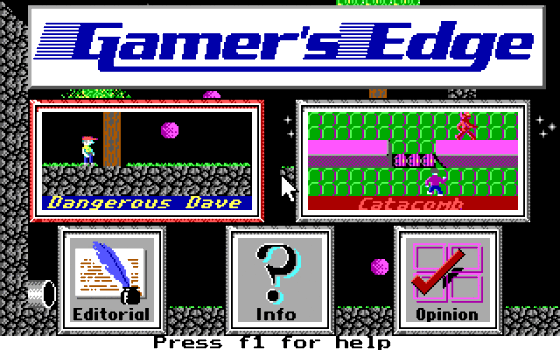 Gamer's Edge
Dangerous Dave
Catacomb
Editorial
Info
Opinion
Press f1 for help